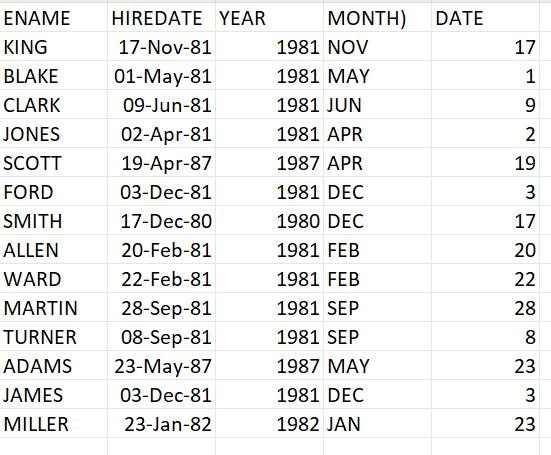 ENAME HIREDATE YEAR MONTH) DATE
KING 17-Nov-81 1981 NOV 17
BLAKE 01-May-81 1981 MAY 1
CLARK 09-Jun-81 1981 JUN 9
JONES 02-Apr-81 1981 APR 2
SCOTT 19-Apr-87 1987 APR 19
FORD 03-Dec-81 1981 DEC 3
SMITH 17-Dec-80 1980 DEC 17
ALLEN 20-Feb-81 1981 FEB 20
WARD 22-Feb-81 1981 FEB 22
MARTIN 28-Sep-81 1981 SEP 28
TURNER 08-Sep-81 1981 SEP 8
ADAMS 23-May-87 1987 MAY 23
JAMES 03-Dec-81 1981 DEC 3
MILLER 23-Jan-82 1982 JAN 23